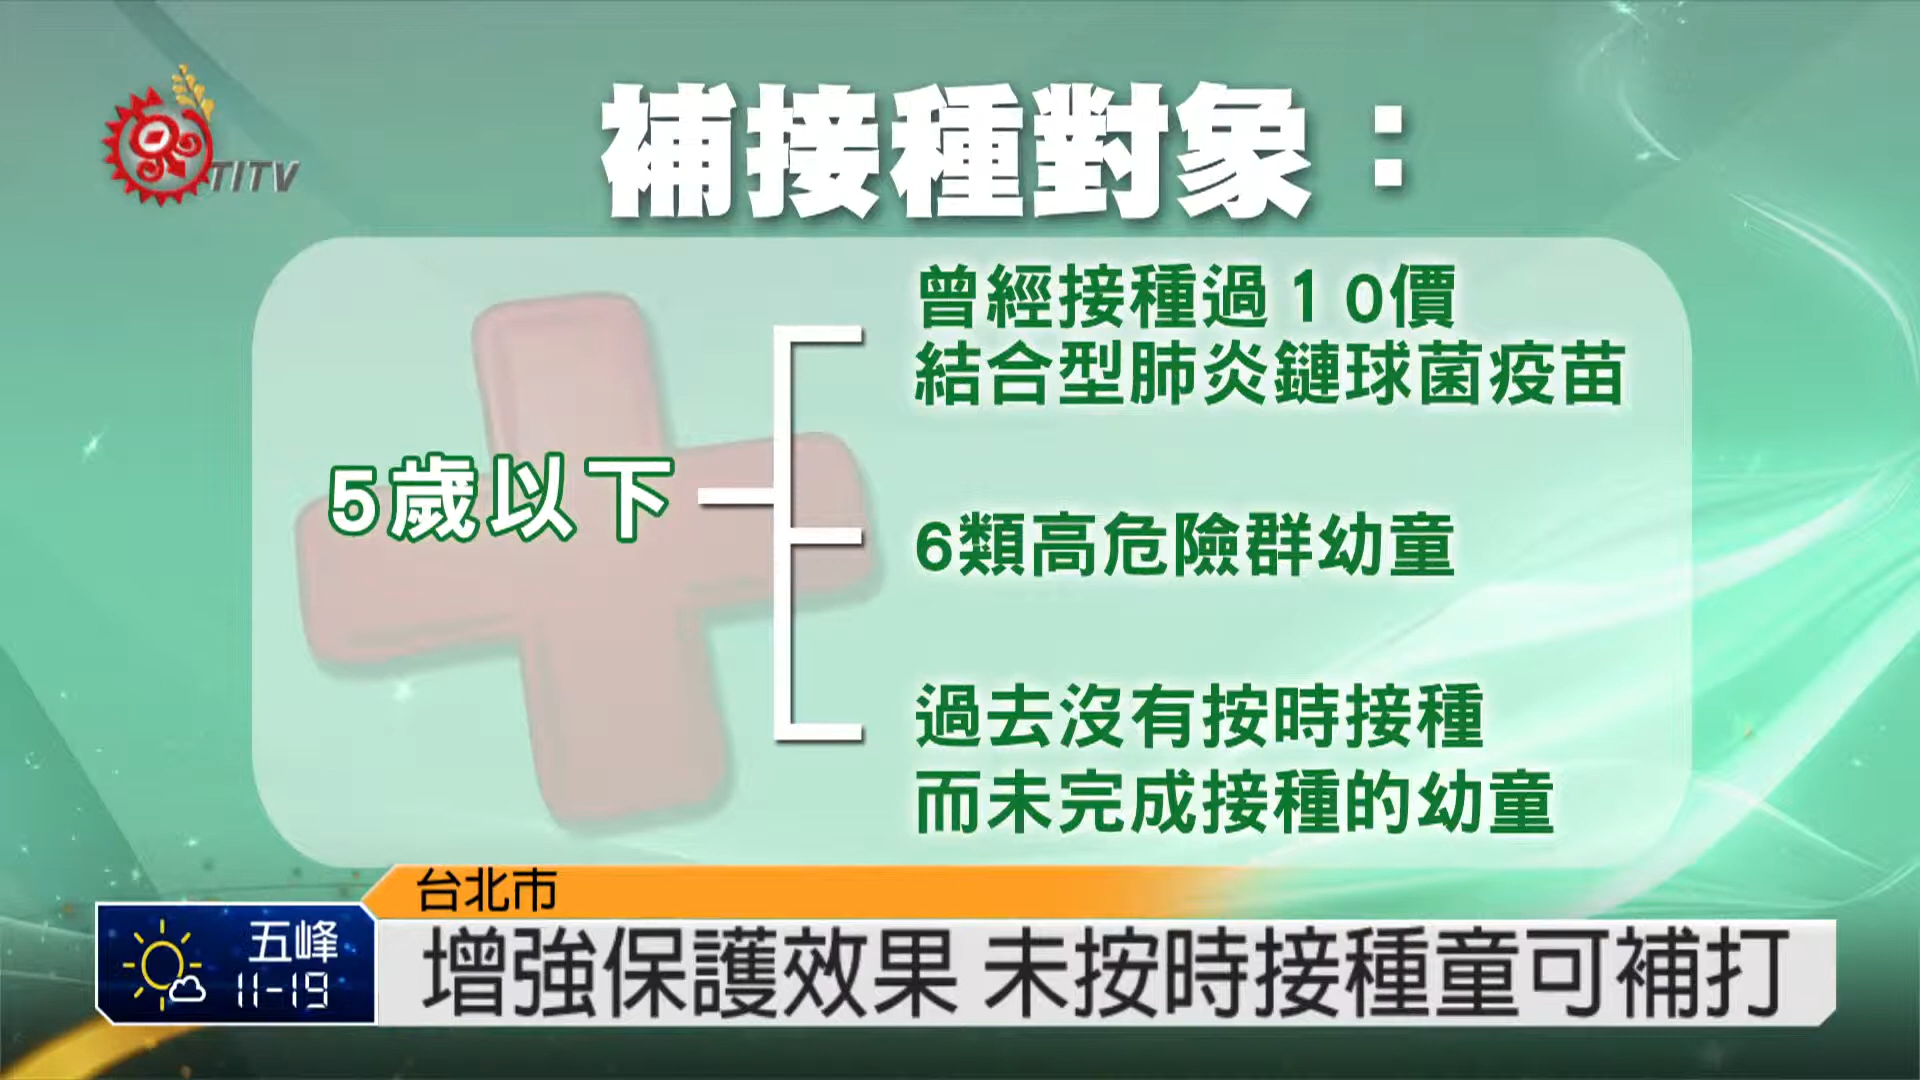 TITV
補接種對象：
5歲以下
曾經接種過10價
結合型肺炎鏈球菌疫苗
6類高危險群幼童
過去沒有按時接種
而未完成接種的幼童
台北市
五峰
11-19
增強保護效果 未按時接種童可補打